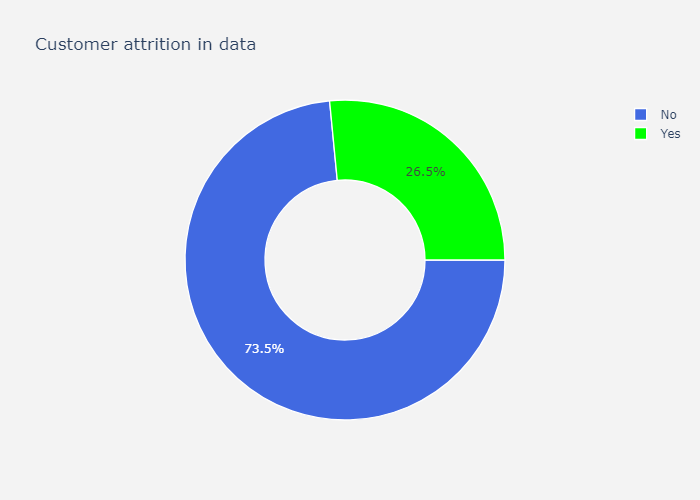 Customer attrition in data
No
Yes
26.5%
73.5%